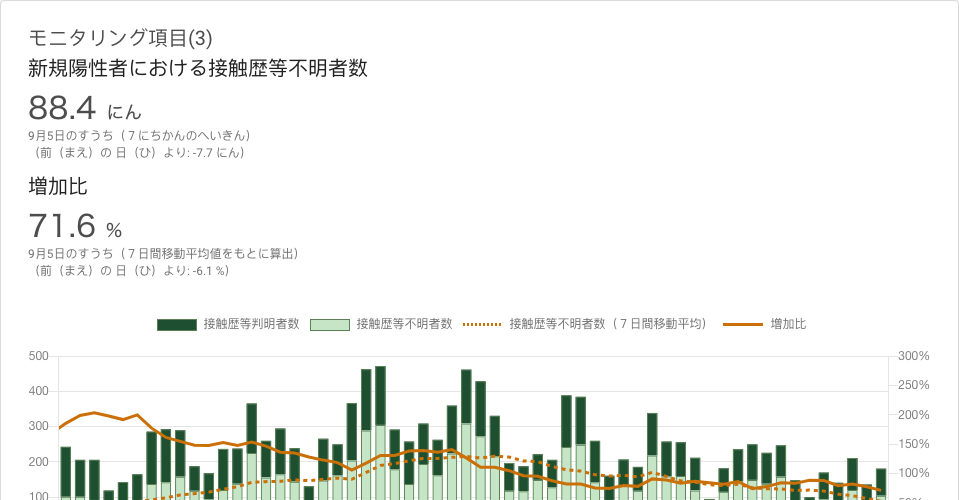 モニタリング項目(3)
新規陽性者における接触歴等不明者数
88.4 にん
9月5日のすうち（７にちかんのへいきん）
（前（まえ）の 日（ひ）より: -7.7 にん）
増加比
71.6 %
9月5日のすうち（７日間移動平均値をもとに算出）
（前（まえ）の 日（ひ）より: -6.1 %）
接触歴等判明者数 接触歴等不明者数 接触歴等不明者数（７日間移動平均） 増加比
500 300%
250%
400
200%
300
150%
200
100%
100